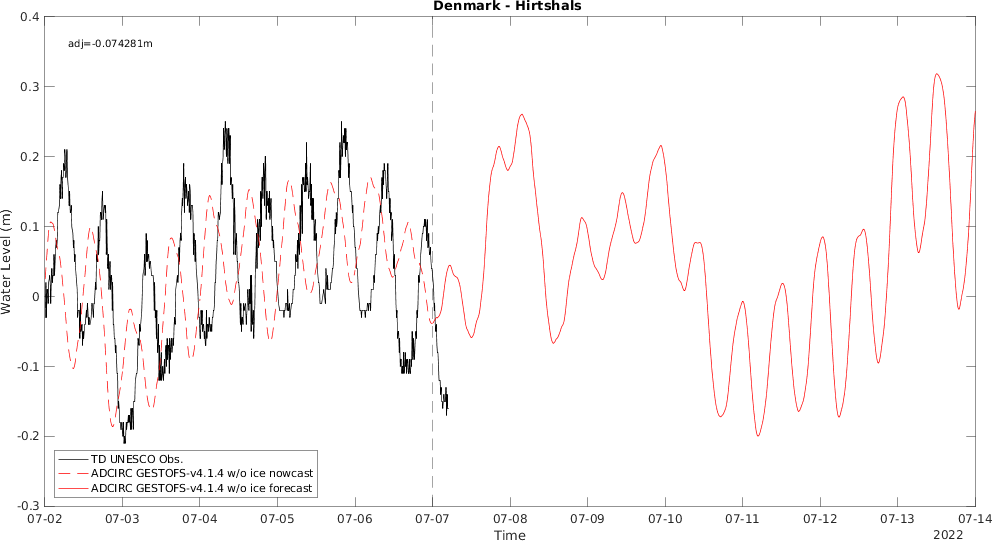 Denmark - Hirtshals
adj=-0.074281m
Water Level (m)
0.4
0.3
0.2
0.1
0
-0.1
-0.2
-0.3
TD UNESCO Obs.
ADCIRC GESTOFS-v4.1.4 w/o ice nowcast
ADCIRC GESTOFS-v4.1.4 w/o ice forecast
07-02 07-03 07-04 07-05 07-06 07-07 07-08 07-09 07-10 07-11 07-12 07-13 07-14
Time
2022